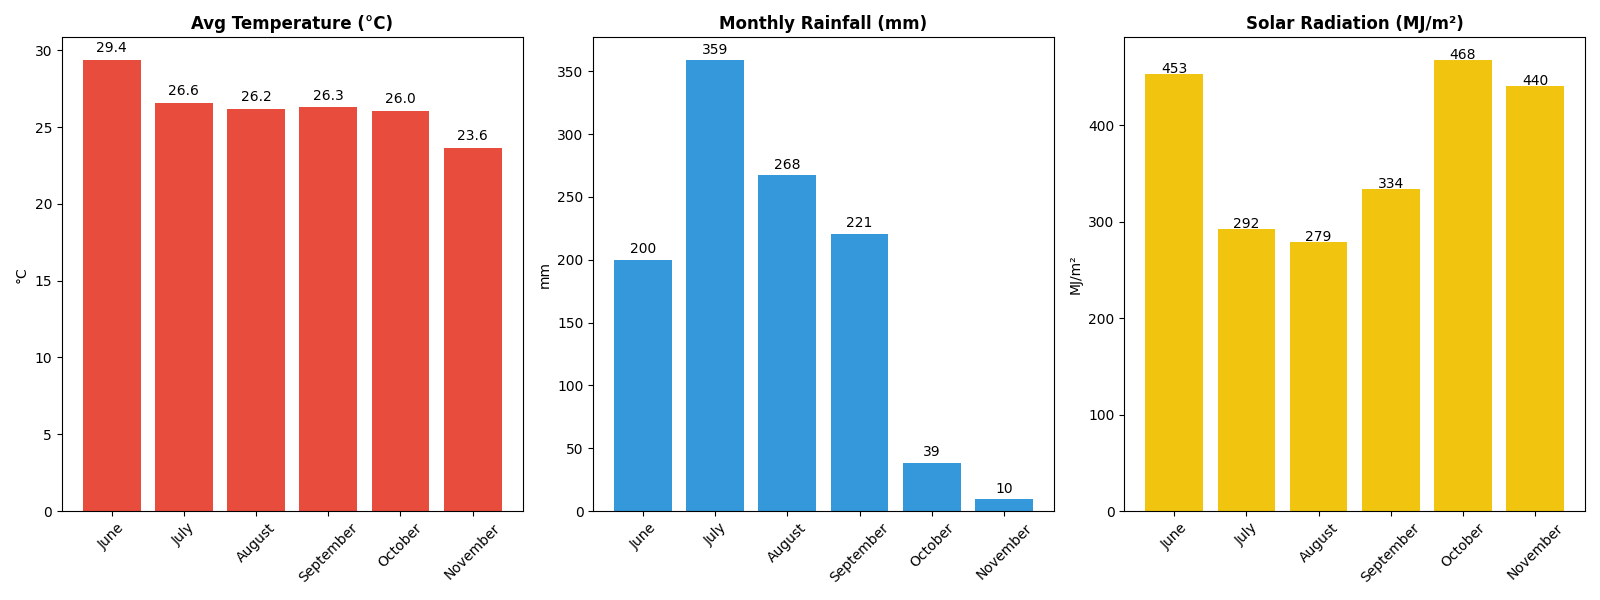 Avg Temperature (°C)
°C
30
25
20
15
10
5
0
29.4
26.6
26.2
26.3
26.0
23.6
June
July
August
September
October
November
Monthly Rainfall (mm)
mm
350
300
250
200
150
100
50
0
200
359
268
221
39
10
June
July
August
September
October
November
Solar Radiation (MJ/m²)
MJ/m²
400
300
200
100
0
453
292
279
334
468
440
June
July
August
September
October
November